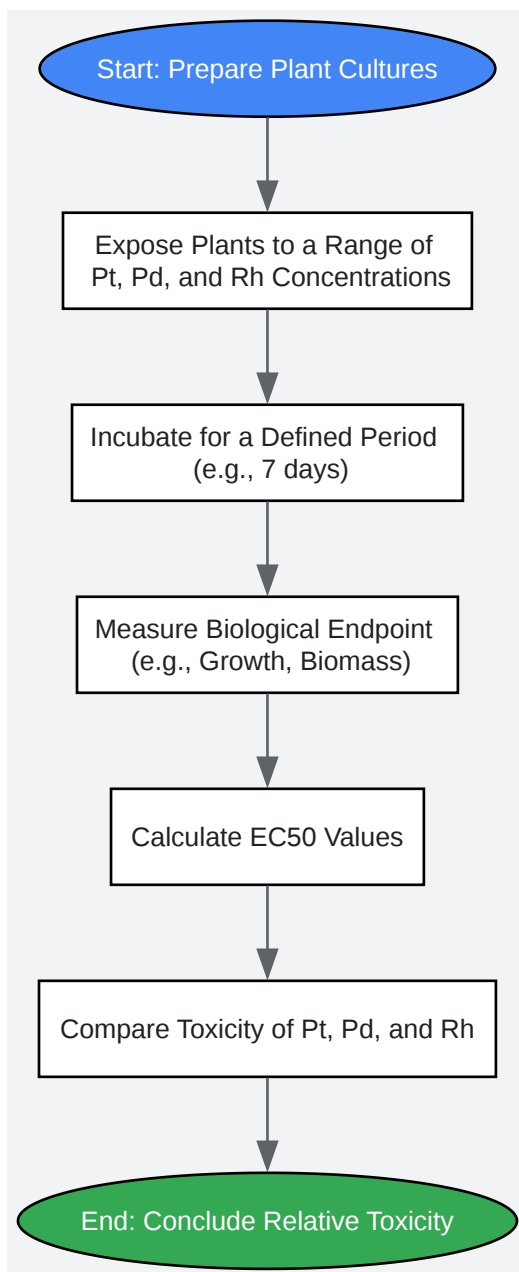 Start: Prepare Plant Cultures
Expose Plants to a Range of
Pt, Pd, and Rh Concentrations
Incubate for a Defined Period
(e.g., 7 days)
Measure Biological Endpoint
(e.g., Growth, Biomass)
Calculate EC50 Values
Compare Toxicity of Pt, Pd, and Rh
End: Conclude Relative Toxicity